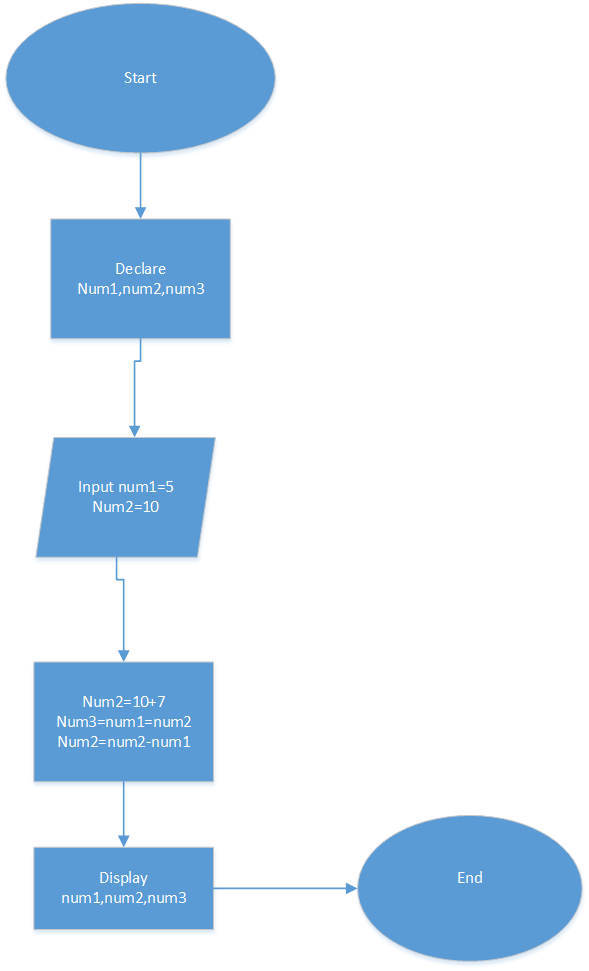 Start
Declare
Num1,num2,num3
Input num1=5
Num2=10
Num2=10+7
Num3=num1=num2
Num2=num2-num1
Display
num1,num2,num3
End